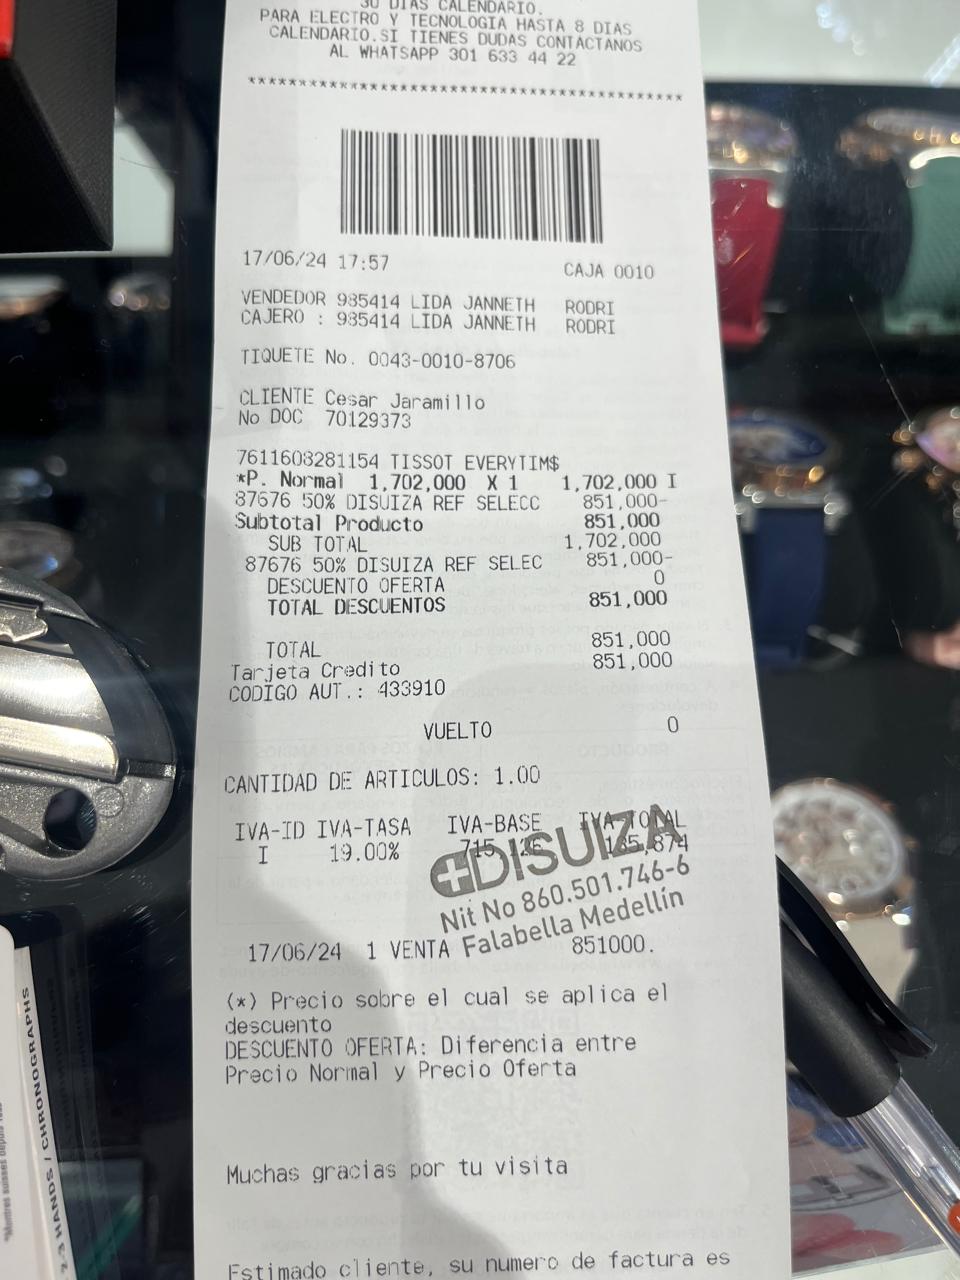 30 DIAS CALENDARIO.
PARA ELECTRO Y TECNOLOGIA HASTA 8 DIAS
CALENDARIO.SI TIENES DUDAS CONTACTANOS
AL WHATSAPP 301 633 44 22
17/06/24 17:57 CAJA 0010
VENDEDOR 985414 LIDA JANNETH RODRI
CAJERO : 985414 LIDA JANNETH RODRI
TIQUETE No. 0043-0010-8706
CLIENTE Cesar Jaramillo
No DOC 70129373
7611608281154 TISSOT EVERYTIM$
*P. Normal 1,702,000 X 1 1,702,000 I
87676 50% DISUIZA REF SELECC 851,000-
Subtotal Producto 851,000
SUB TOTAL 1,702,000
87676 50% DISUIZA REF SELEC 851,000-
DESCUENTO OFERTA 0
TOTAL DESCUENTOS 851,000
TOTAL 851,000
Tarjeta Credito 851,000
CODIGO AUT.: 433910
VUELTO 0
CANTIDAD DE ARTICULOS: 1.00
IVA-ID IVA-TASA IVA-BASE IVA-TOTAL
I 19.00% 715,126 135,874
DISUIZA
Nit No 860.501.746-6
Falabella Medellín
17/06/24 1 VENTA 851000.
(*) Precio sobre el cual se aplica el
descuento
DESCUENTO OFERTA: Diferencia entre
Precio Normal y Precio Oferta
Muchas gracias por tu visita
Estimado cliente, su numero de factura es
2-3 HANDS / CHRONOGRAPHS